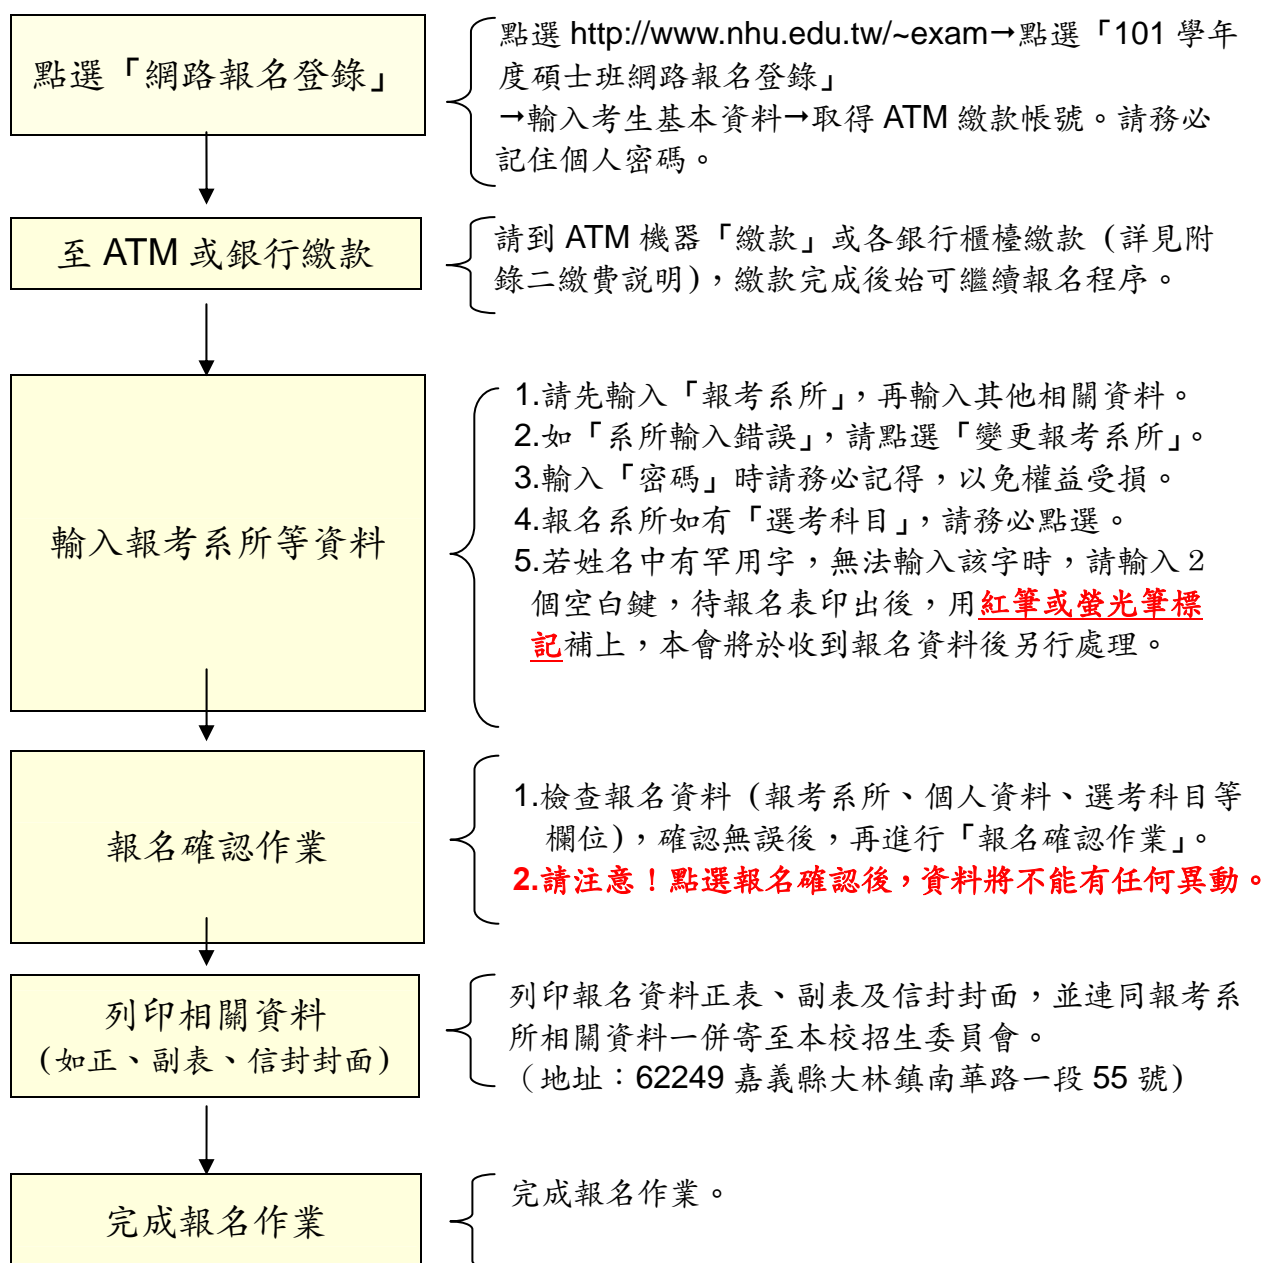 點選「網路報名登錄」
點選 http://www.nhu.edu.tw/~exam→點選「101 學年
度碩士班網路報名登錄」
→輸入考生基本資料→取得 ATM 繳款帳號。請務必
記住個人密碼。
至 ATM 或銀行繳款
請到 ATM 機器「繳款」或各銀行櫃檯繳款 (詳見附
錄二繳費說明)，繳款完成後始可繼續報名程序。
輸入報考系所等資料
1.請先輸入「報考系所」，再輸入其他相關資料。
2.如「系所輸入錯誤」，請點選「變更報考系所」。
3.輸入「密碼」時請務必記得，以免權益受損。
4.報名系所如有「選考科目」，請務必點選。
5.若姓名中有罕用字，無法輸入該字時，請輸入２
個空白鍵，待報名表印出後，用紅筆或螢光筆標
記補上，本會將於收到報名資料後另行處理。
報名確認作業
1.檢查報名資料 (報考系所、個人資料、選考科目等
欄位)，確認無誤後，再進行「報名確認作業」。
2.請注意！點選報名確認後，資料將不能有任何異動。
列印相關資料
(如正、副表、信封封面)
列印報名資料正表、副表及信封封面，並連同報考系
所相關資料一併寄至本校招生委員會。
（地址：62249 嘉義縣大林鎮南華路一段 55 號)
完成報名作業
完成報名作業。